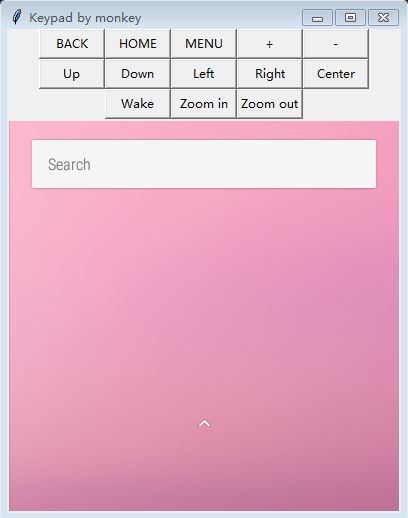 Keypad by monkey
BACK HOME MENU + -
Up Down Left Right Center
Wake Zoom in Zoom out
Search